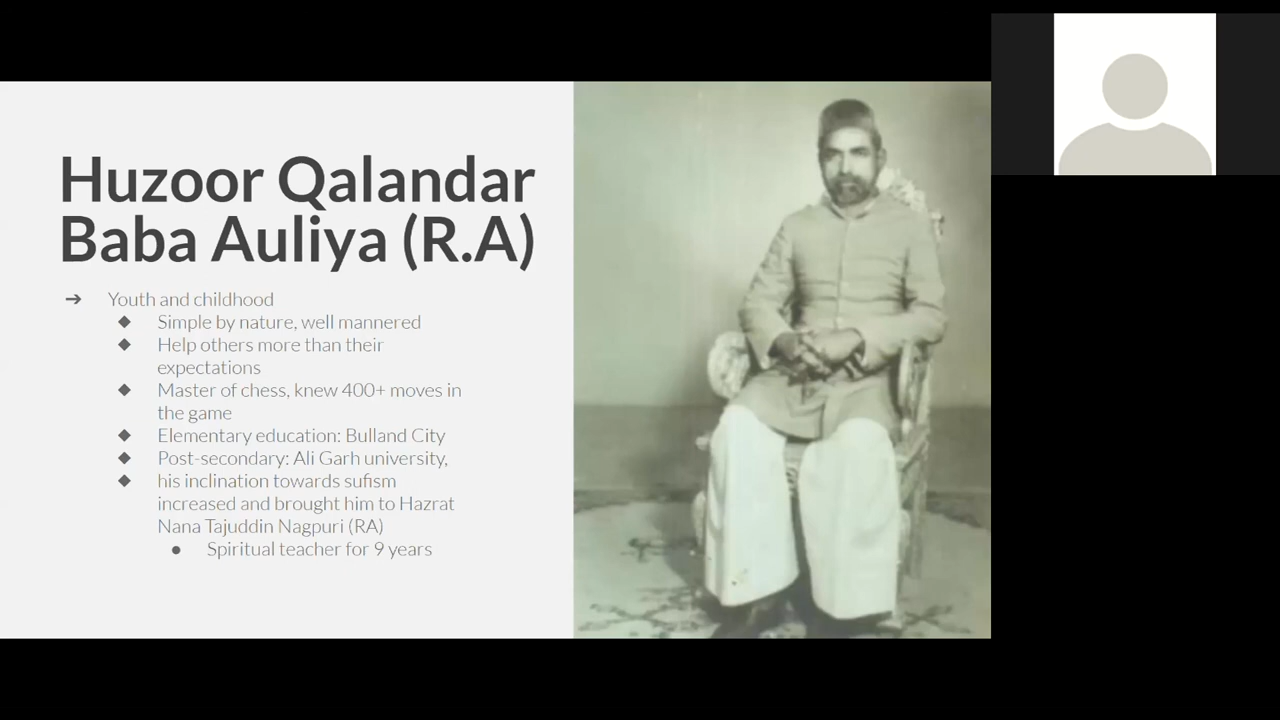 Huzoor Qalandar
Baba Auliya (R.A)
➔ Youth and childhood
◆ Simple by nature, well mannered
◆ Help others more than their
expectations
◆ Master of chess, knew 400+ moves in
the game
◆ Elementary education: Bulland City
◆ Post-secondary: Ali Garh university,
◆ his inclination towards sufism
increased and brought him to Hazrat
Nana Tajuddin Nagpuri (RA)
● Spiritual teacher for 9 years